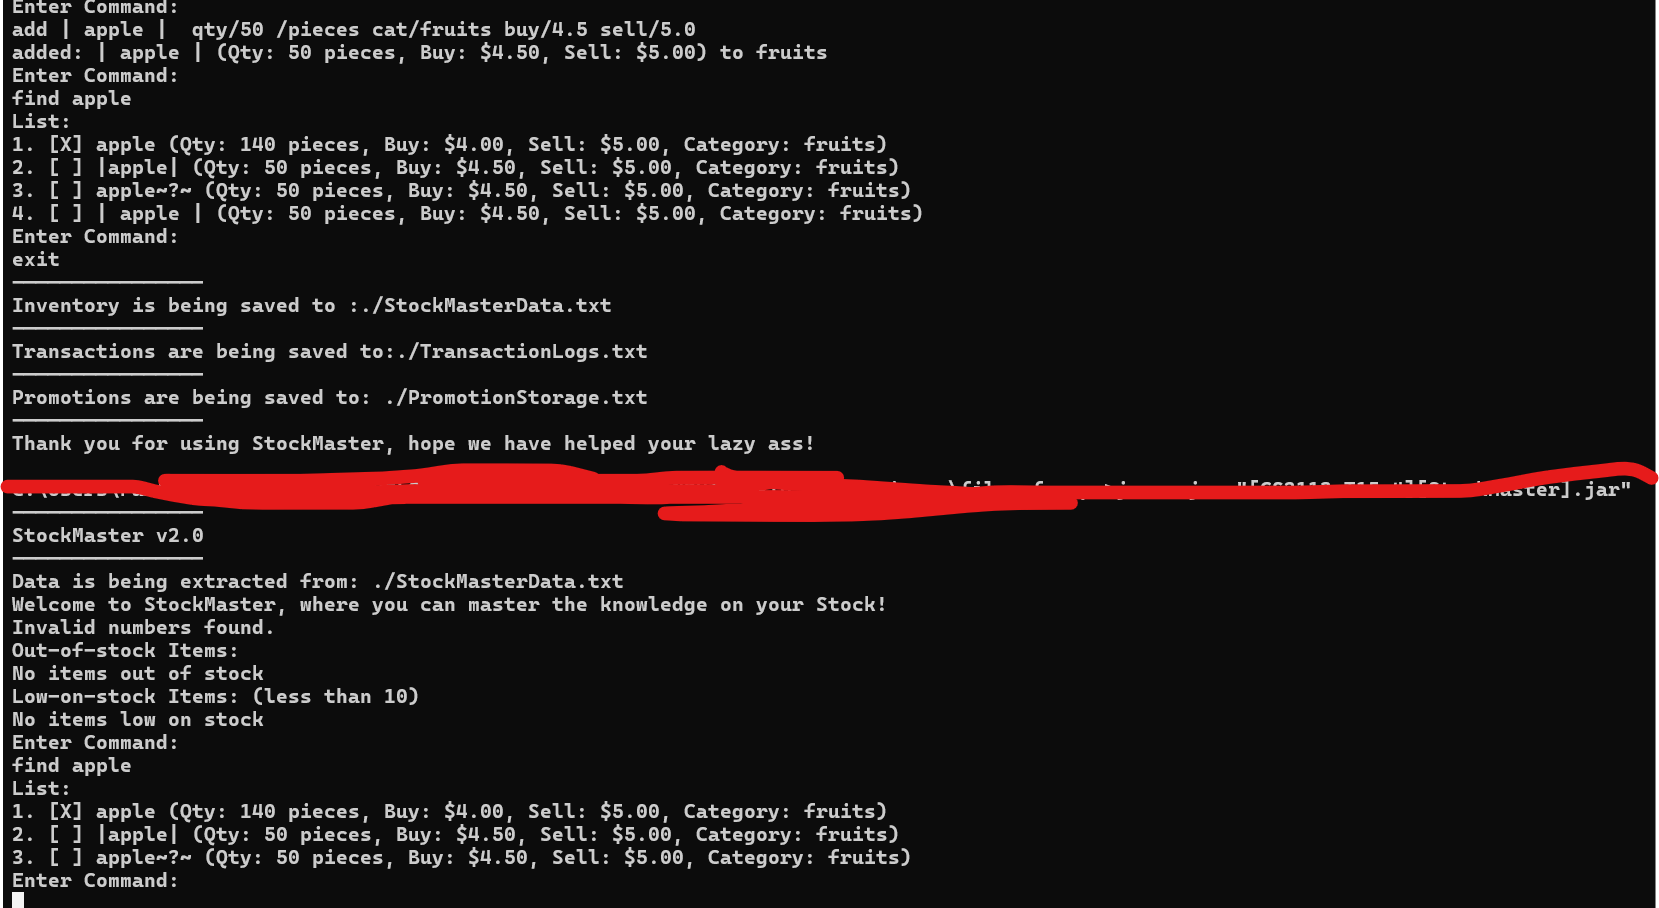 Enter Command:
add | apple |  qty/50 /pieces cat/fruits buy/4.5 sell/5.0
added: | apple | (Qty: 50 pieces, Buy: $4.50, Sell: $5.00) to fruits
Enter Command:
find apple
List:
1. [X] apple (Qty: 140 pieces, Buy: $4.00, Sell: $5.00, Category: fruits)
2. [ ] |apple| (Qty: 50 pieces, Buy: $4.50, Sell: $5.00, Category: fruits)
3. [ ] apple~?~ (Qty: 50 pieces, Buy: $4.50, Sell: $5.00, Category: fruits)
4. [ ] | apple | (Qty: 50 pieces, Buy: $4.50, Sell: $5.00, Category: fruits)
Enter Command:
exit
Inventory is being saved to :./StockMasterData.txt
Transactions are being saved to:./TransactionLogs.txt
Promotions are being saved to: ./PromotionStorage.txt
Thank you for using StockMaster, hope we have helped your lazy ass!
StockMaster v2.0
Data is being extracted from: ./StockMasterData.txt
Welcome to StockMaster, where you can master the knowledge on your Stock!
Invalid numbers found.
Out-of-stock Items:
No items out of stock
Low-on-stock Items: (less than 10)
No items low on stock
Enter Command:
find apple
List:
1. [X] apple (Qty: 140 pieces, Buy: $4.00, Sell: $5.00, Category: fruits)
2. [ ] |apple| (Qty: 50 pieces, Buy: $4.50, Sell: $5.00, Category: fruits)
3. [ ] apple~?~ (Qty: 50 pieces, Buy: $4.50, Sell: $5.00, Category: fruits)
Enter Command: